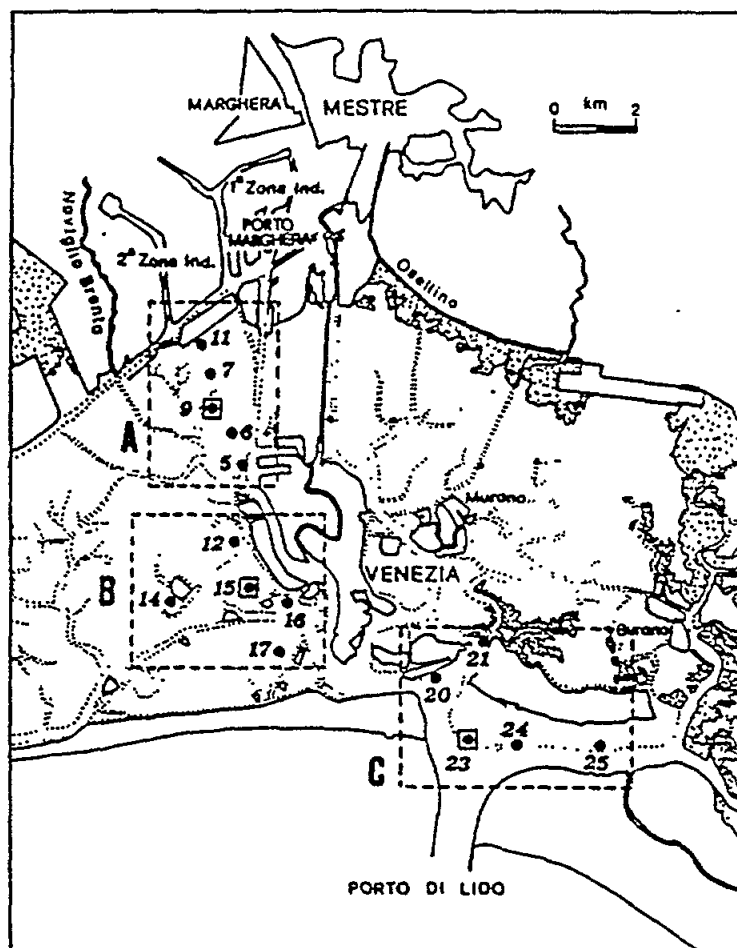 MARGHERA
MESTRE
0 km 2
1ª Zona Ind.
PORTO
MARGHERA
2ª Zona Ind.
Naviglio Brenta
Osellino
11
7
9
A
6
5
Murano
12
VENEZIA
B
15
14
16
Burano
21
17
20
23
24
25
C
PORTO DI LIDO